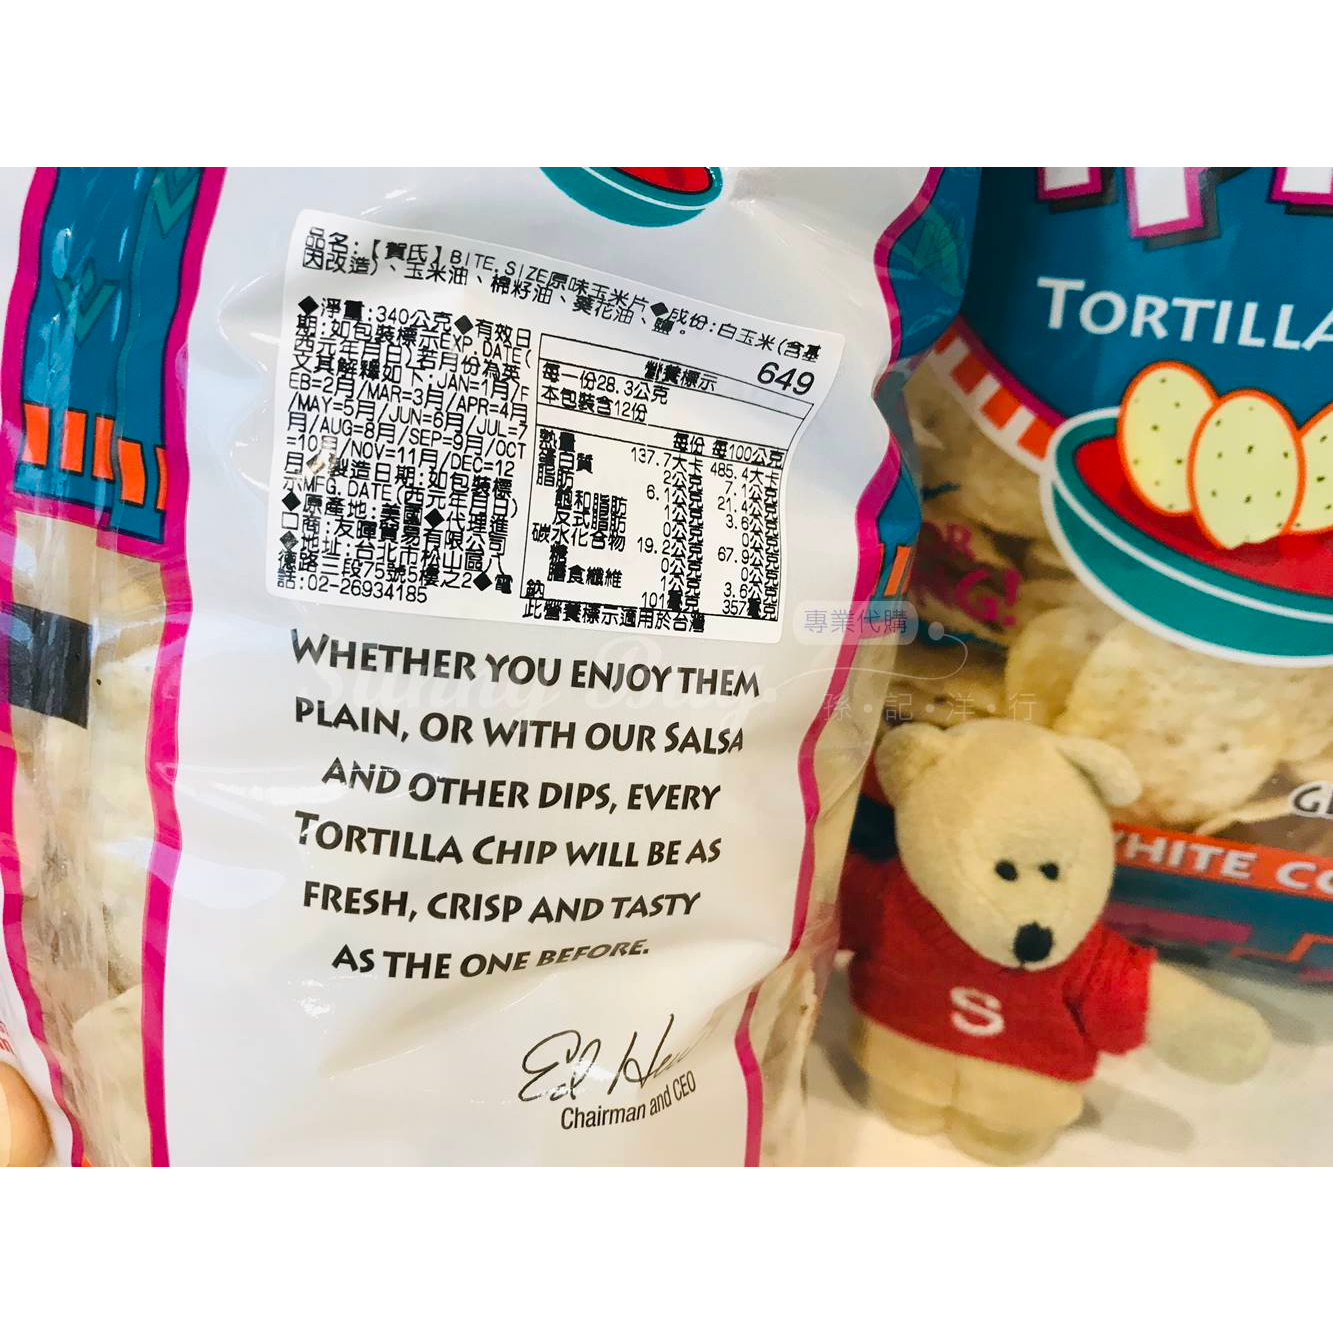 品名:【賀氏】BITE SIZE原味玉米片◆成份:白玉米(含基
因改造)、玉米油、棉籽油、葵花油、鹽。
◆淨重:340公克◆有效日
期:如包裝標示EXP DATE(
西元年月日)若月份為英
文其解釋如下:JAN=1月/F
EB=2月/MAR=3月/APR=4月
/MAY=5月/JUN=6月/JUL=7
月/AUG=8月/SEP=9月/OCT
=10月/NOV=11月/DEC=12
月◆製造日期:如包裝標
示MFG. DATE(西元年月日)
◆原產地:美國◆代理進
口商:友暉貿易有限公司
◆地址:台北市松山區八
德路三段75號5樓之2◆電
話:02-26934185
649
營養標示
每一份28.3公克
本包裝含12份
每份 每100公克
熱量 137.7大卡 485.4大卡
蛋白質 2公克 7.1公克
脂肪 6.1公克 21.4公克
飽和脂肪 1公克 3.6公克
反式脂肪 0公克 0公克
碳水化合物 19.2公克 67.9公克
糖 0公克 0公克
膳食纖維 1公克 3.6公克
鈉 101毫克 357毫克
此營養標示適用於台灣
WHETHER YOU ENJOY THEM
PLAIN, OR WITH OUR SALSA
AND OTHER DIPS, EVERY
TORTILLA CHIP WILL BE AS
FRESH, CRISP AND TASTY
AS THE ONE BEFORE.
Chairman and CEO
TORTILLA
WHITE CO
S
專業代購
Sunny Buy
孫·記·洋·行